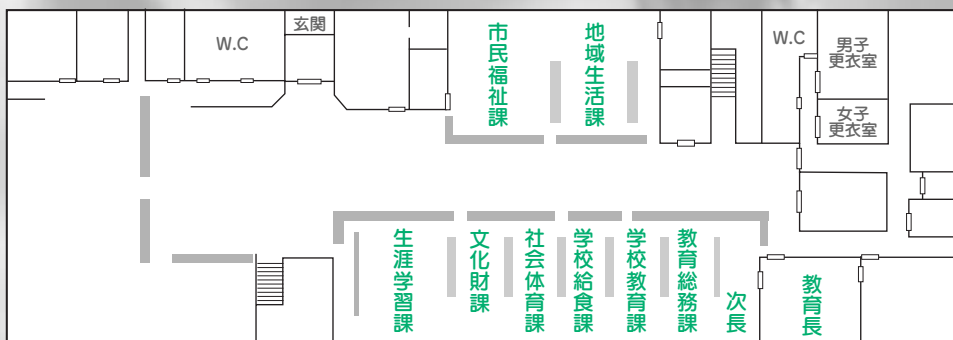 玄関
W.C
市民福祉課
地域生活課
W.C
男子
更衣室
女子
更衣室
生涯学習課
文化財課
社会体育課
学校給食課
学校教育課
教育総務課
次長
教育長